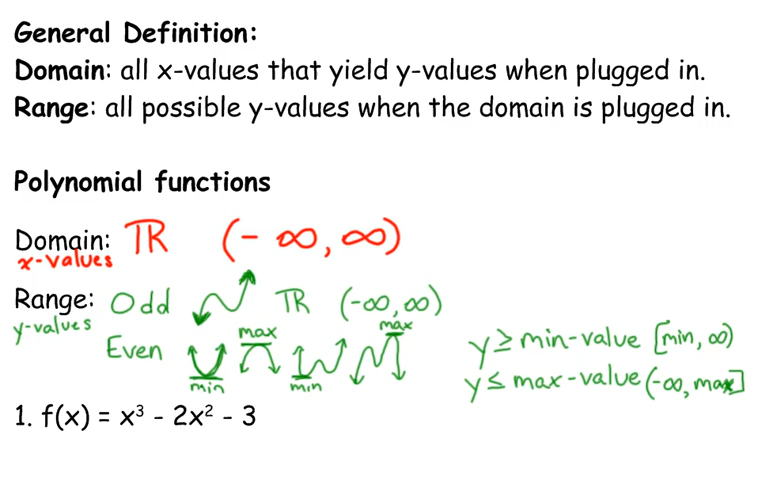 General Definition:
Domain: all x-values that yield y-values when plugged in.
Range: all possible y-values when the domain is plugged in.
Polynomial functions
Domain: ℝ (-∞, ∞)
x-values
Range: Odd ℝ (-∞, ∞)
y-values
Even min max min max
y ≥ min-value [min, ∞)
y ≤ max-value (-∞, max]
1. f(x) = x³ - 2x² - 3